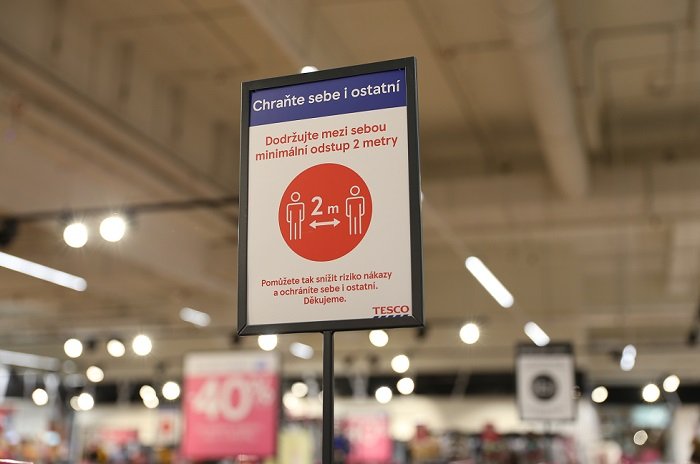 Chraňte sebe i ostatní
Dodržujte mezi sebou
minimální odstup 2 metry
2 m
Pomůžete tak snížit riziko nákazy
a ochráníte sebe i ostatní.
Děkujeme.
TESCO
40%